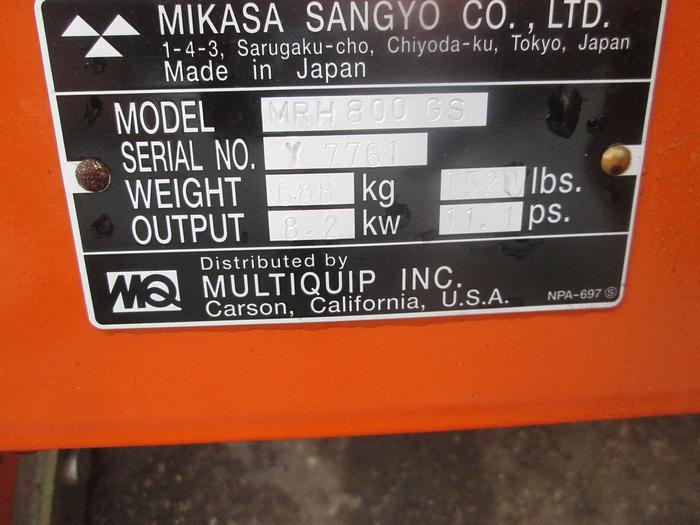 MIKASA SANGYO CO., LTD.
1-4-3, Sarugaku-cho, Chiyoda-ku, Tokyo, Japan
Made in Japan
MODEL MRH800 GS
SERIAL NO. Y 7761
WEIGHT 688 kg 1520 lbs.
OUTPUT 8.2 kw 11.1 ps.
Distributed by
MQ MULTIQUIP INC.
Carson, California, U.S.A. NPA-697 Ⓢ